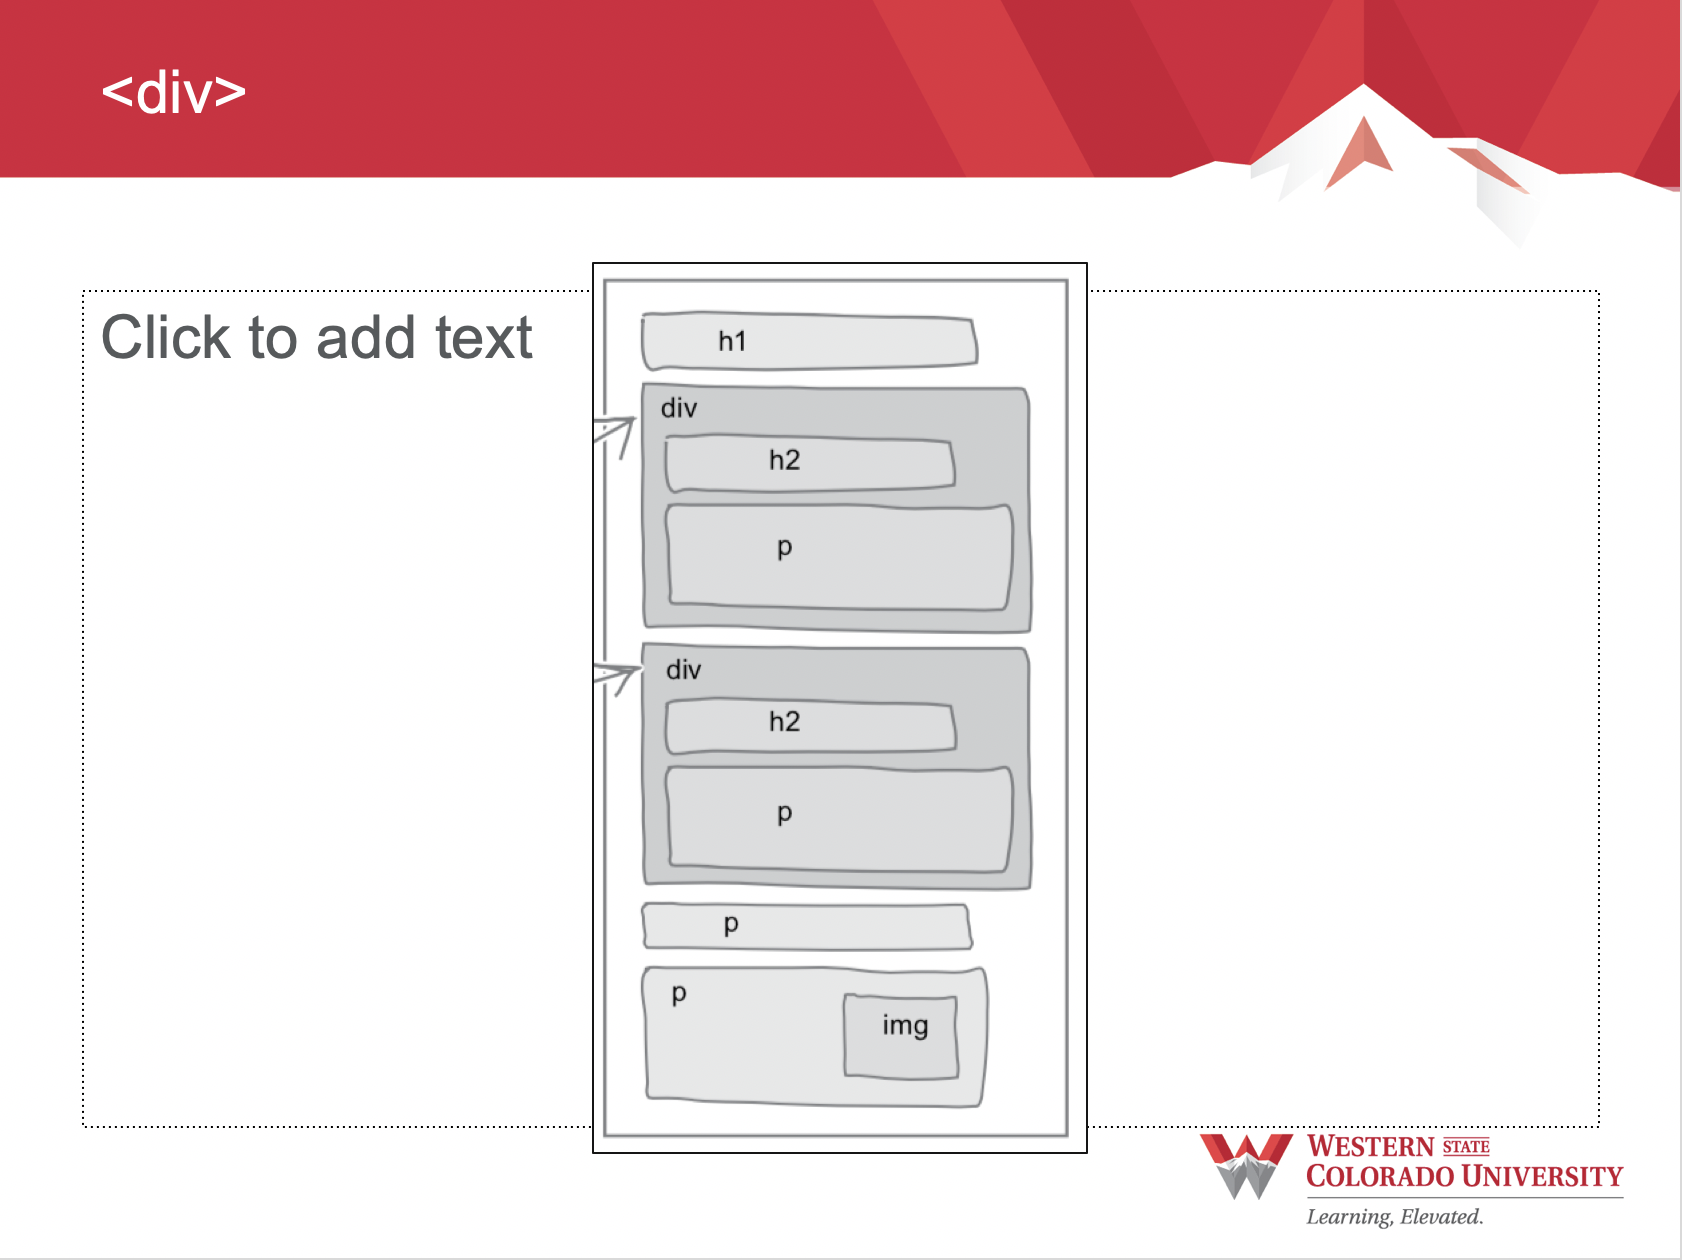 <div>
Click to add text
h1
div
h2
p
div
h2
p
p
p
img
WESTERN STATE
COLORADO UNIVERSITY
Learning, Elevated.